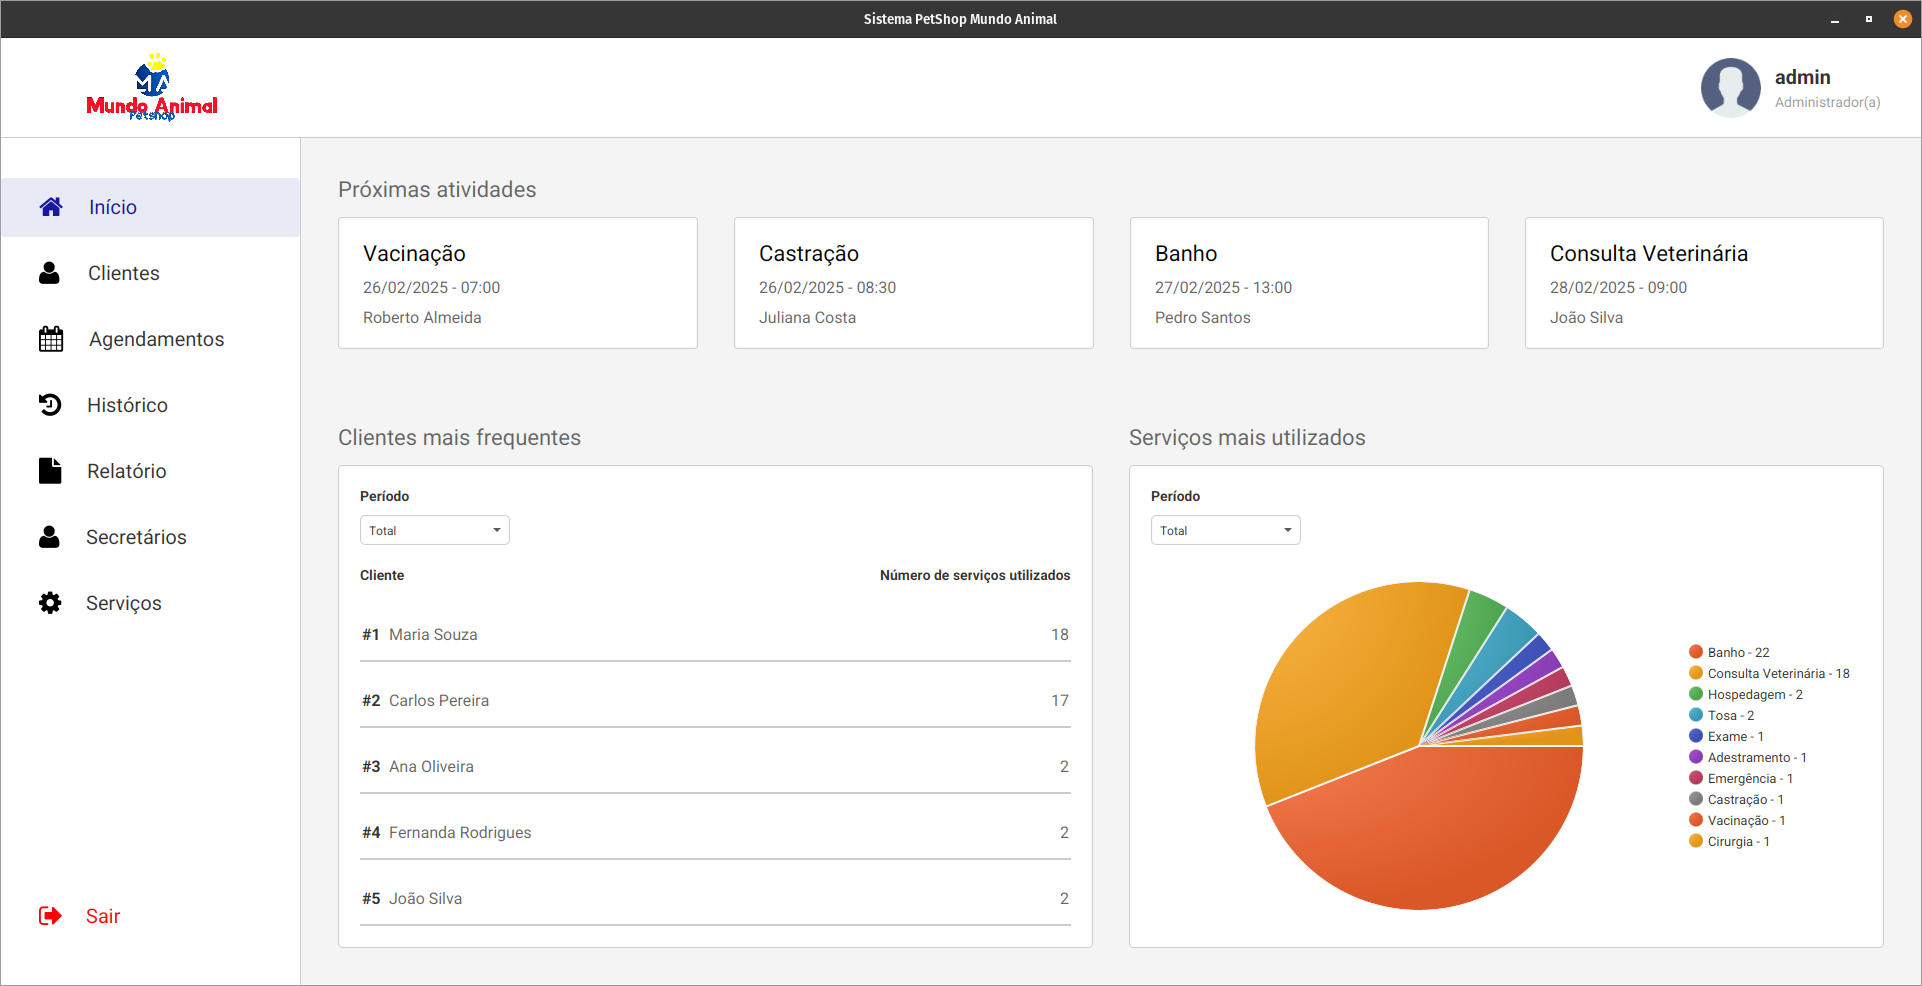 Sistema PetShop Mundo Animal
MA
Mundo Animal
Petshop
admin
Administrador(a)
Início
Clientes
Agendamentos
Histórico
Relatório
Secretários
Serviços
Sair
Próximas atividades
Vacinação
26/02/2025 - 07:00
Roberto Almeida
Castração
26/02/2025 - 08:30
Juliana Costa
Banho
27/02/2025 - 13:00
Pedro Santos
Consulta Veterinária
28/02/2025 - 09:00
João Silva
Clientes mais frequentes
Período
Total
Cliente Número de serviços utilizados
#1 Maria Souza 18
#2 Carlos Pereira 17
#3 Ana Oliveira 2
#4 Fernanda Rodrigues 2
#5 João Silva 2
Serviços mais utilizados
Período
Total
Banho - 22
Consulta Veterinária - 18
Hospedagem - 2
Tosa - 2
Exame - 1
Adestramento - 1
Emergência - 1
Castração - 1
Vacinação - 1
Cirurgia - 1